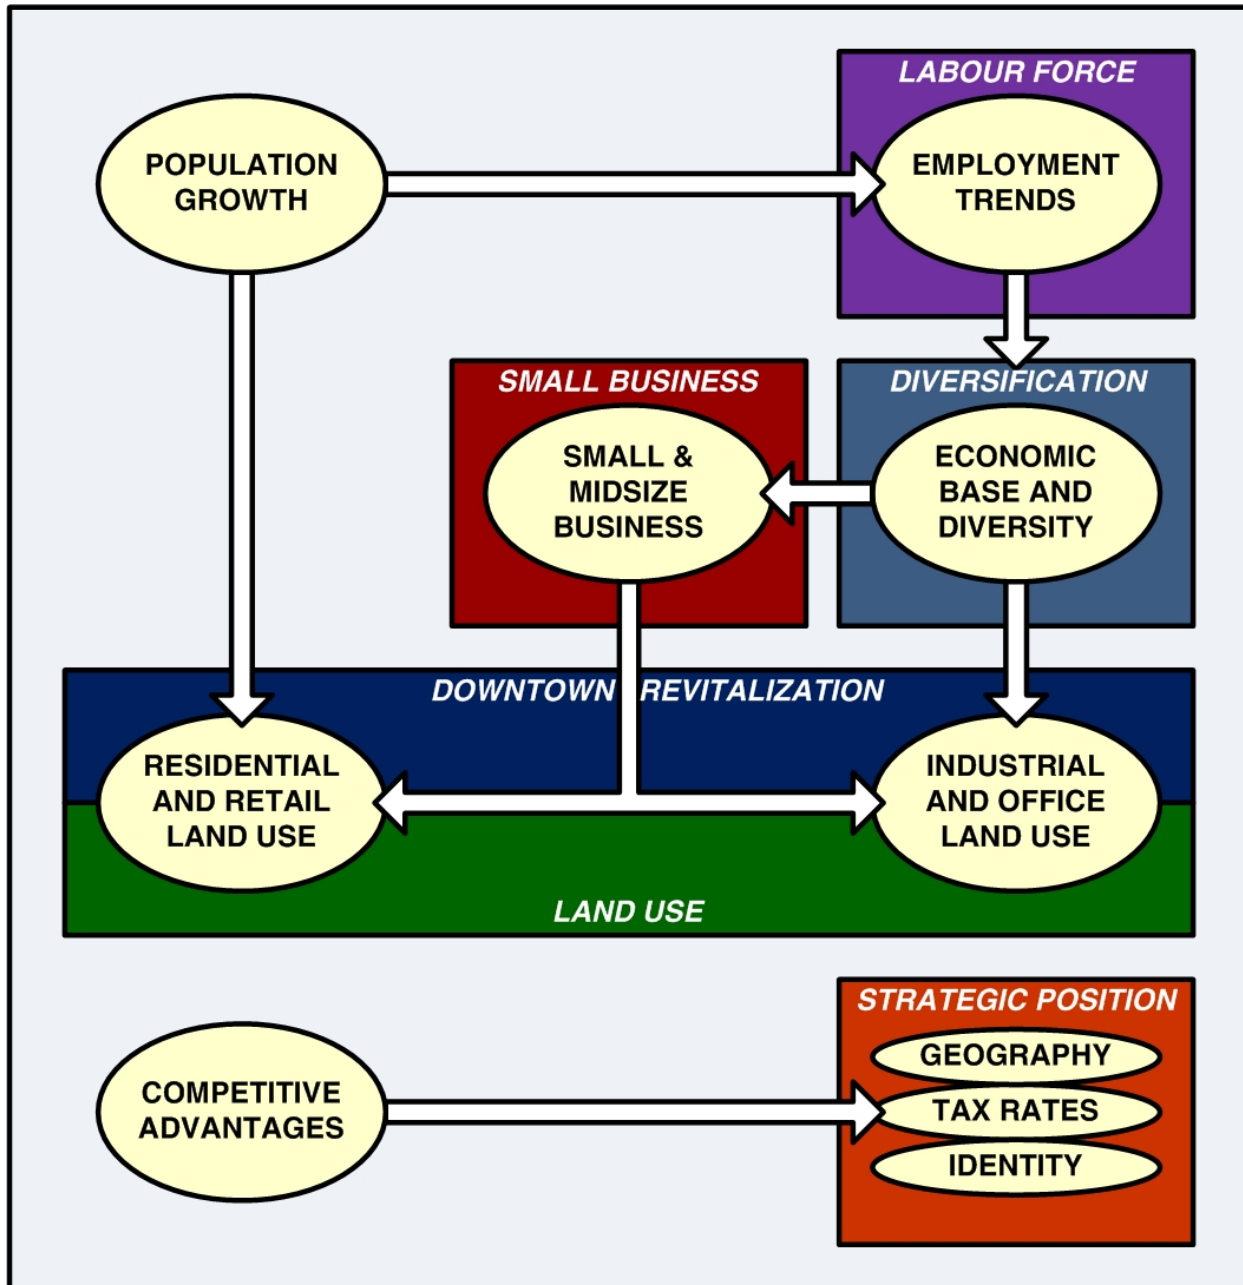 LABOUR FORCE
POPULATION
GROWTH
EMPLOYMENT
TRENDS
SMALL BUSINESS
SMALL &
MIDSIZE
BUSINESS
DIVERSIFICATION
ECONOMIC
BASE AND
DIVERSITY
DOWNTOWN REVITALIZATION
RESIDENTIAL
AND RETAIL
LAND USE
INDUSTRIAL
AND OFFICE
LAND USE
LAND USE
COMPETITIVE
ADVANTAGES
STRATEGIC POSITION
GEOGRAPHY
TAX RATES
IDENTITY